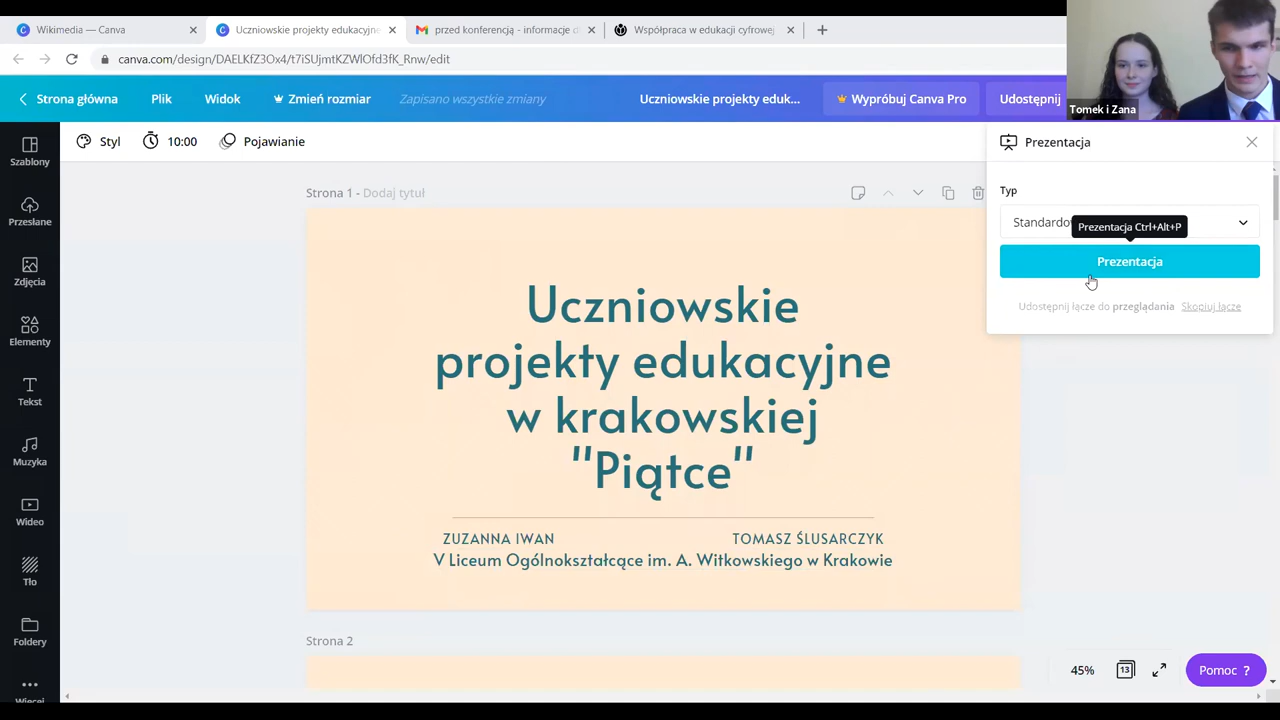 Wikimedia — Canva
Uczniowskie projekty edukacyjne
przed konferencją - informacje
Współpraca w edukacji cyfrowej
canva.com/design/DAELKfZ3Ox4/t7iSUjmtKZWlOfd3fK_Rnw/edit
Strona główna
Plik
Widok
Zmień rozmiar
Zapisano wszystkie zmiany
Uczniowskie projekty eduk...
Wypróbuj Canva Pro
Udostępnij
Tomek i Zana
Styl
10:00
Pojawianie
Prezentacja
Szablony
Przesłane
Zdjęcia
Elementy
Tekst
Muzyka
Wideo
Tło
Foldery
Więcej
Strona 1 - Dodaj tytuł
Uczniowskie
projekty edukacyjne
w krakowskiej
"Piątce"
ZUZANNA IWAN
TOMASZ ŚLUSARCZYK
V Liceum Ogólnokształcące im. A. Witkowskiego w Krakowie
Strona 2
Typ
Prezentacja Ctrl+Alt+P
Prezentacja
Udostępnij łącze do przeglądania Skopiuj łącze
45%
13
Pomoc ?